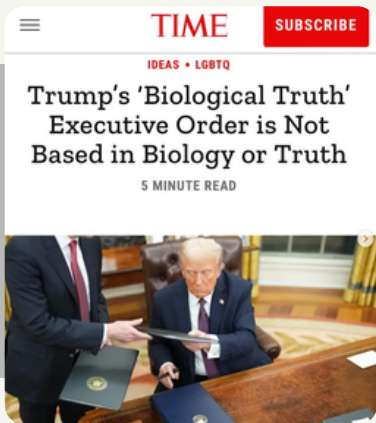 TIME
SUBSCRIBE
IDEAS • LGBTQ
Trump's ‘Biological Truth’
Executive Order is Not
Based in Biology or Truth
5 MINUTE READ